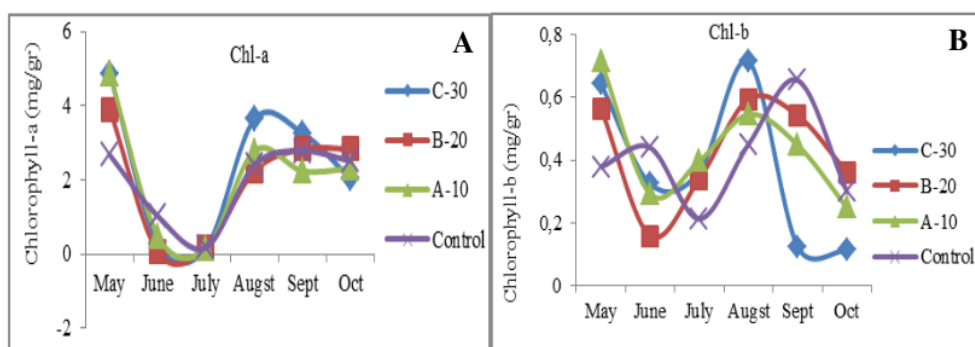 A
Chl-a
Chlorophyll-a (mg/gr)
6
4
2
0
-2
May June July Augst Sept Oct
C-30
B-20
A-10
Control
B
Chl-b
Chlorophyll-b (mg/gr)
0,8
0,6
0,4
0,2
0
May June July Augst Sept Oct
C-30
B-20
A-10
Control